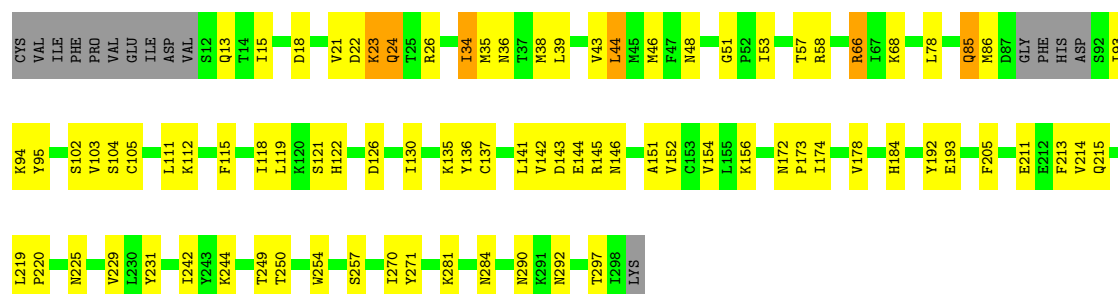 CYS VAL ILE PHE PRO VAL GLU ILE ASP VAL S12 Q13 T14 I15 D18 V21 D22 K23 Q24 T25 R26 I34 M35 N36 T37 M38 L39 V43 L44 M45 M46 F47 N48 G51 P52 I53 T57 R58 R66 I67 K68 L78 Q85 M86 D87 GLY PHE HIS ASP S92 I93
K94 Y95 S102 V103 S104 C105 L111 K112 F115 I118 L119 K120 S121 H122 D126 I130 K135 Y136 C137 L141 V142 D143 E144 R145 N146 A151 V152 C153 V154 L155 K156 N172 P173 I174 V178 H184 Y192 E193 F205 E211 E212 F213 V214 Q215
L219 P220 N225 V229 L230 Y231 I242 Y243 K244 T249 T250 W254 S257 I270 Y271 K281 N284 N290 K291 N292 T297 I298 LYS